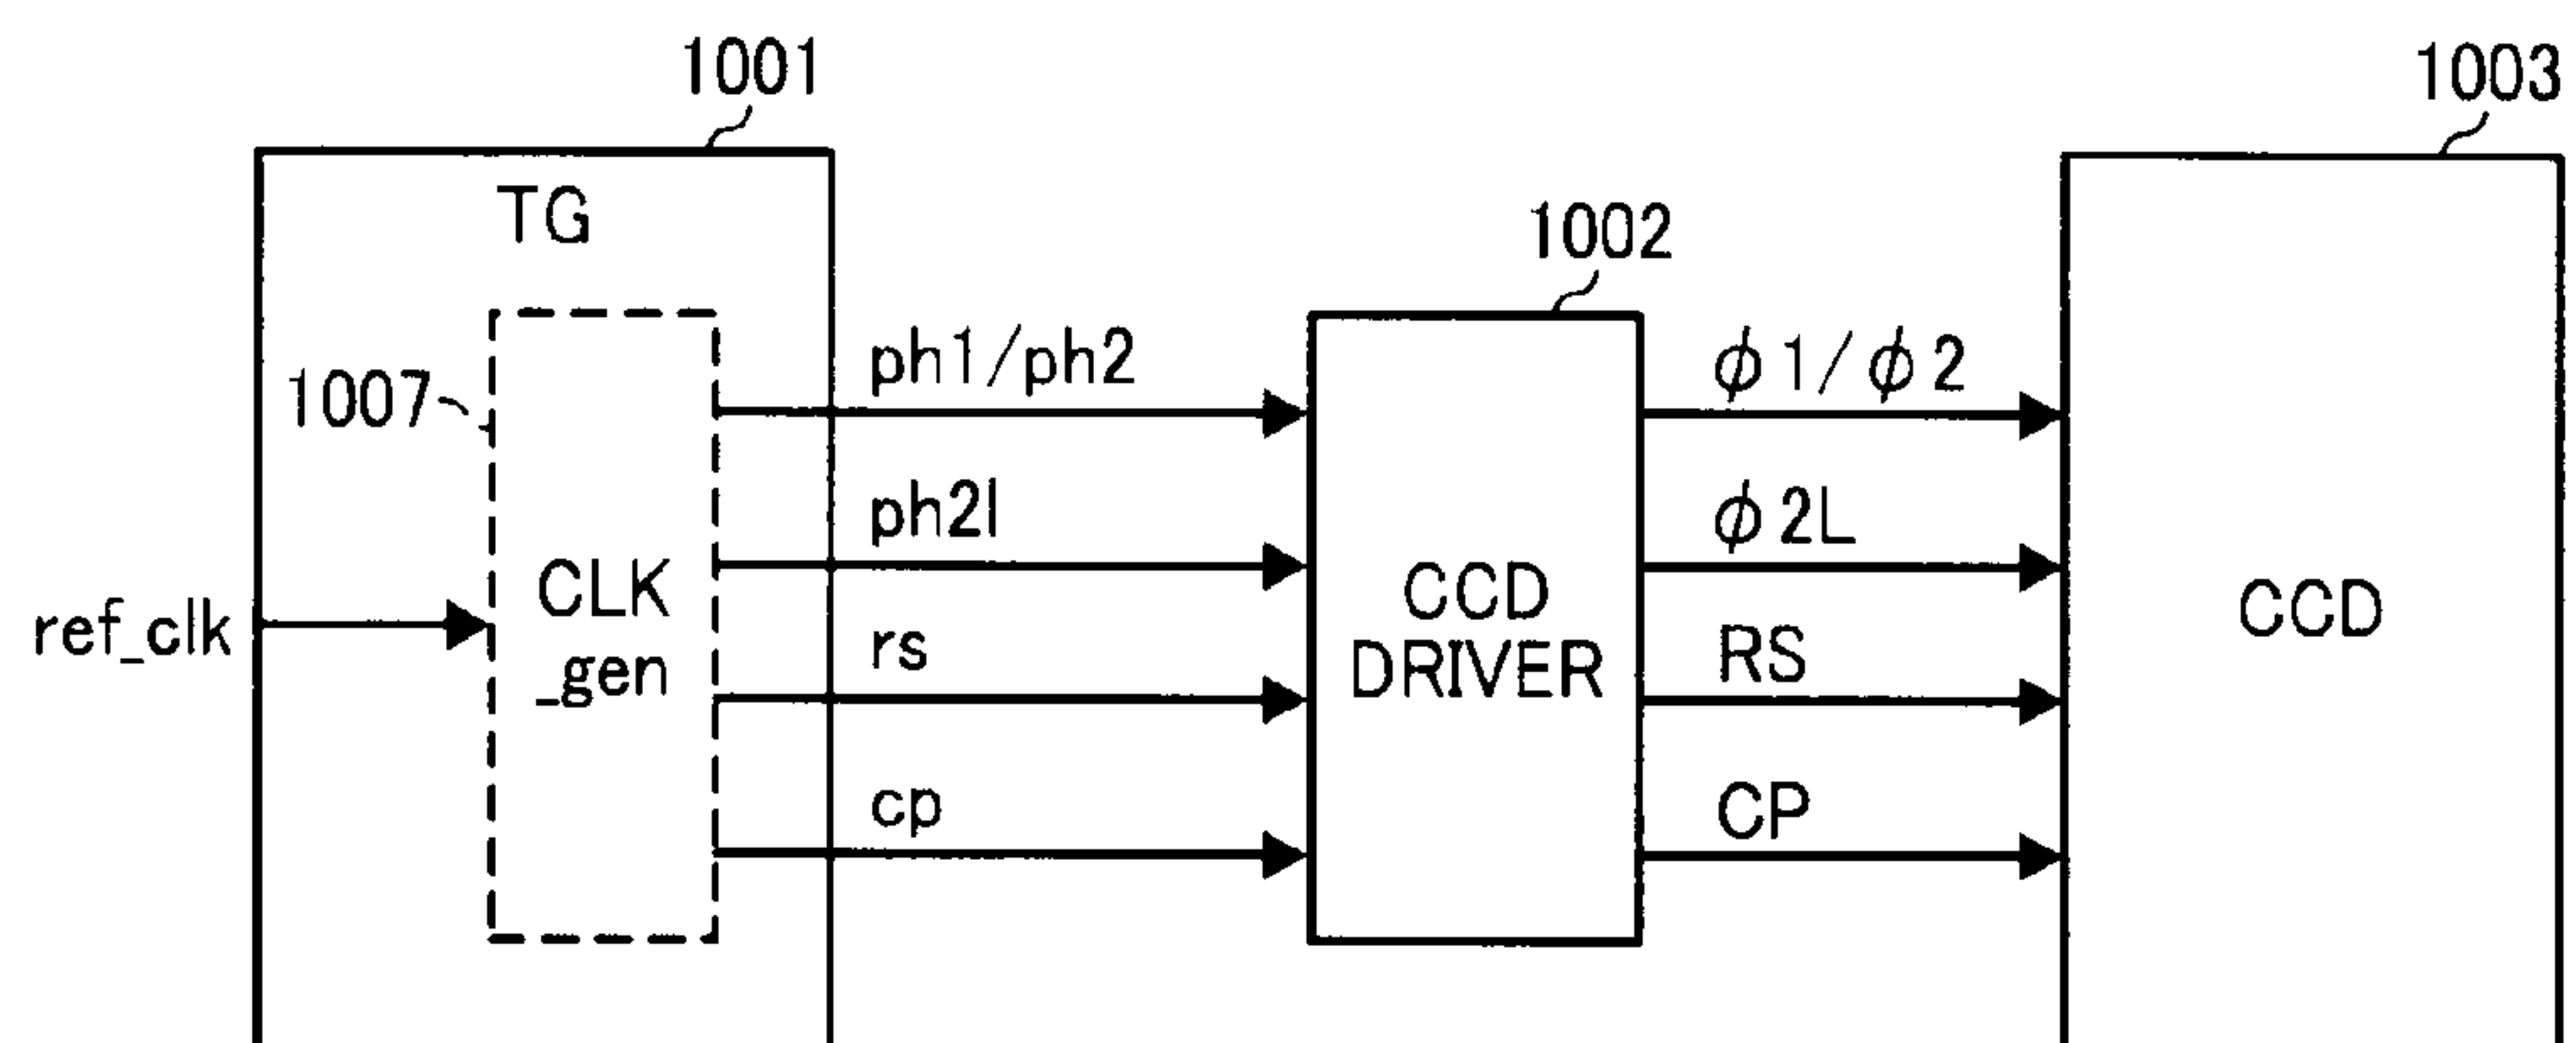 1001
1003
TG
1002
ph1/ph2
ϕ1/ϕ2
1007
ph2l
ϕ2L
ref_clk
CLK
_gen
CCD
DRIVER
CCD
rs
RS
cp
CP